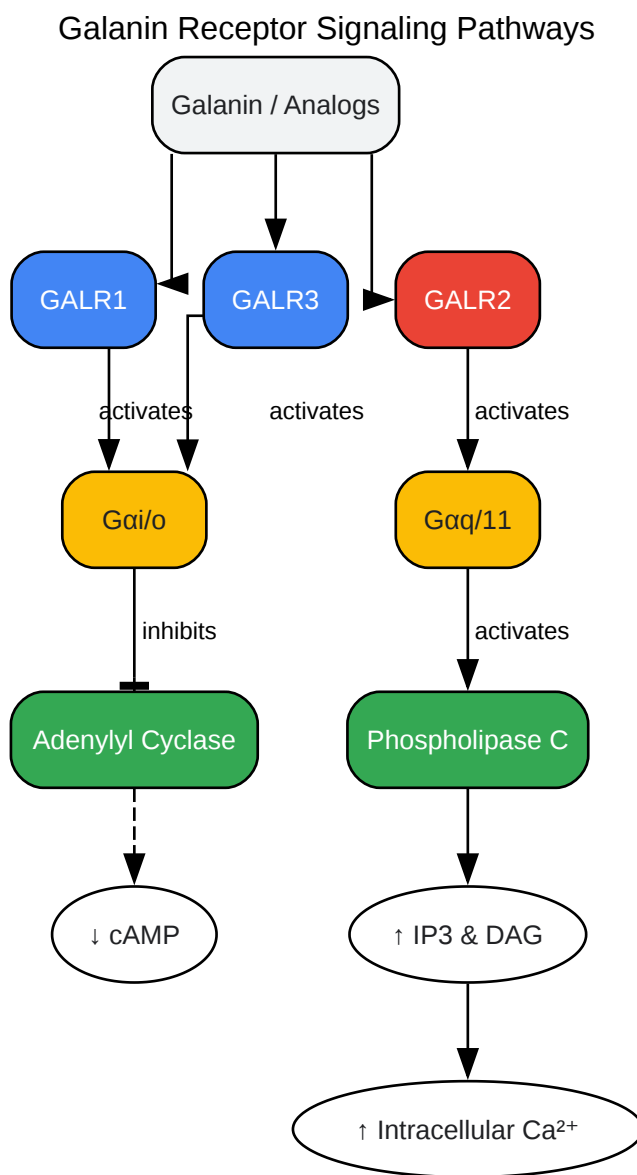 Galanin Receptor Signaling Pathways
Galanin / Analogs
GALR1
GALR3
GALR2
activates
activates
activates
Gαi/o
Gαq/11
inhibits
activates
Adenylyl Cyclase
Phospholipase C
↓ cAMP
↑ IP3 & DAG
↑ Intracellular Ca²⁺